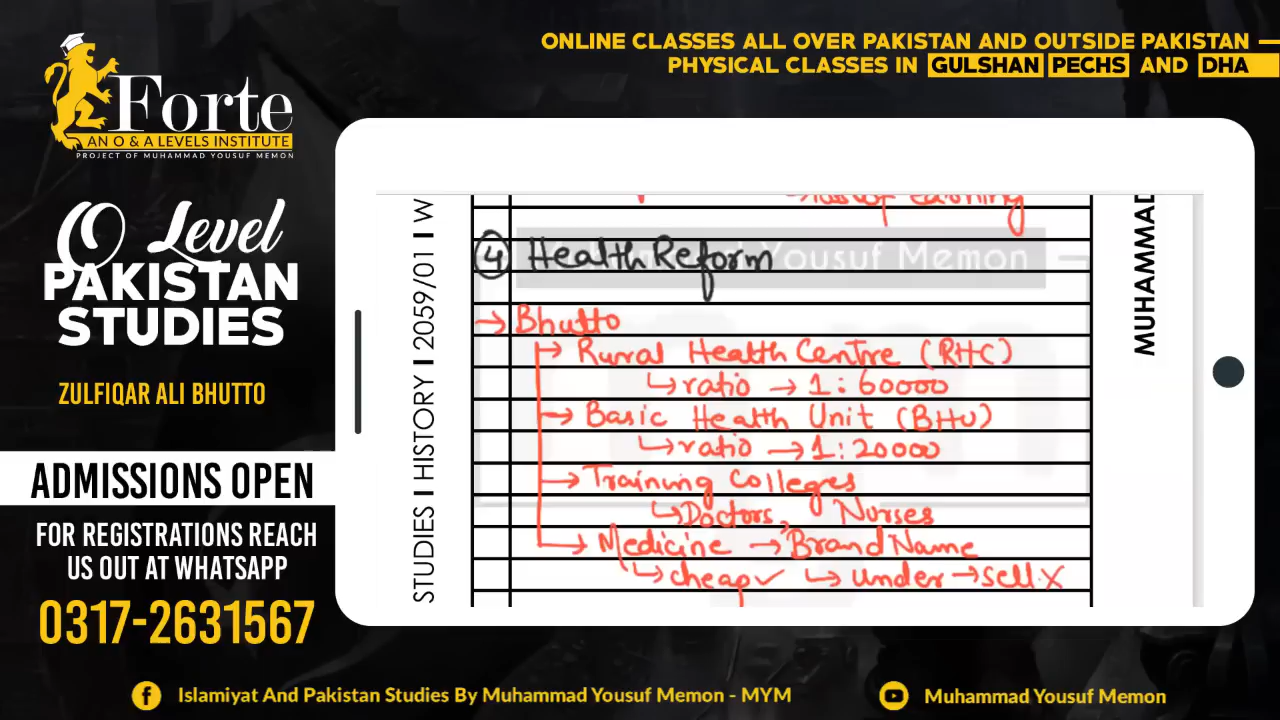 ONLINE CLASSES ALL OVER PAKISTAN AND OUTSIDE PAKISTAN
PHYSICAL CLASSES IN GULSHAN PECHS AND DHA
Forte
AN O & A LEVELS INSTITUTE
PROJECT OF MUHAMMAD YOUSUF MEMON
O Level
PAKISTAN
STUDIES
ZULFIQAR ALI BHUTTO
ADMISSIONS OPEN
FOR REGISTRATIONS REACH
US OUT AT WHATSAPP
0317-2631567
STUDIES I HISTORY I 2059/01 I W
MUHAMMAD
Yousuf Memon
4 Health Reform
→ Bhutto
→ Rural Health Centre (RHC)
↳ ratio → 1:60000
→ Basic Health Unit (BHU)
↳ ratio → 1:20000
→ Training Colleges
↳ Doctors, Nurses
→ Medicine → Brand Name
↳ cheap ✓ ↳ under → sell X
Islamiyat And Pakistan Studies By Muhammad Yousuf Memon - MYM
Muhammad Yousuf Memon